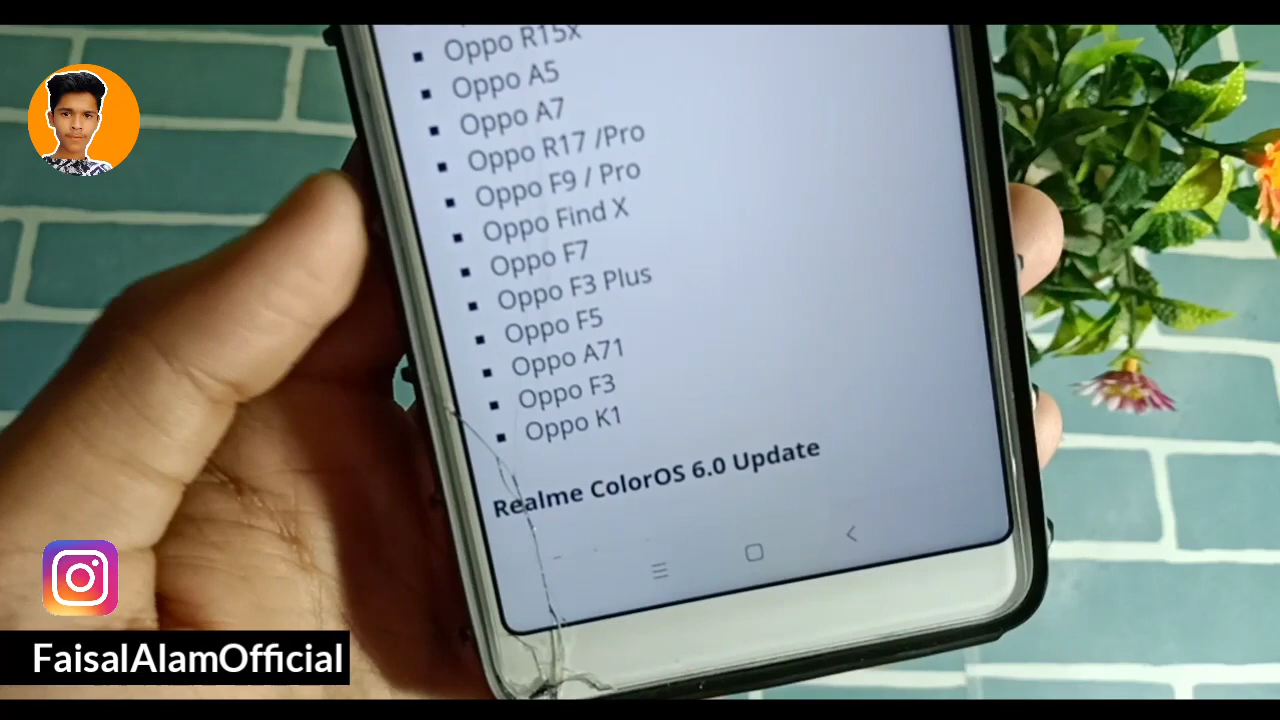 Oppo R15x
Oppo A5
Oppo A7
Oppo R17 /Pro
Oppo F9 / Pro
Oppo Find X
Oppo F7
Oppo F3 Plus
Oppo F5
Oppo A71
Oppo F3
Oppo K1
Realme ColorOS 6.0 Update
FaisalAlamOfficial